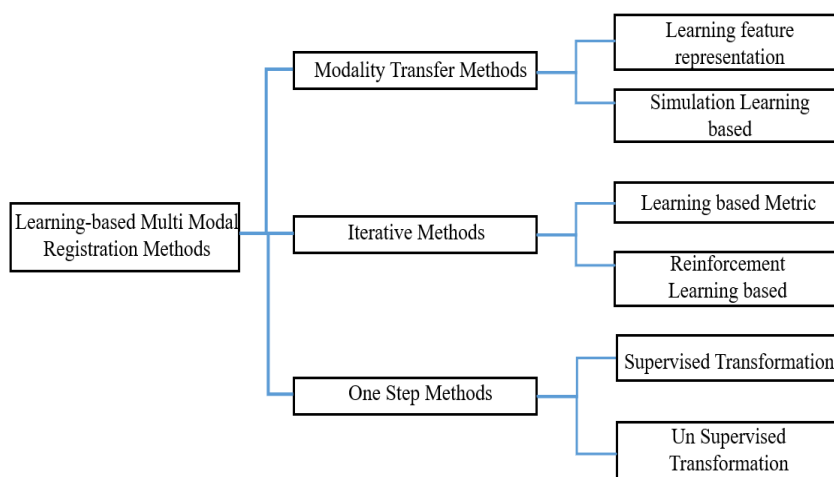 Learning-based Multi Modal
Registration Methods
Modality Transfer Methods
Learning feature
representation
Simulation Learning
based
Iterative Methods
Learning based Metric
Reinforcement
Learning based
One Step Methods
Supervised Transformation
Un Supervised
Transformation